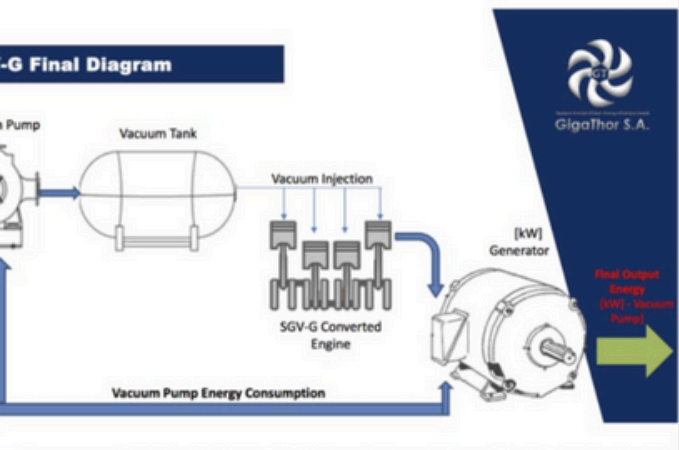 -G Final Diagram
GT
GigaThor S.A.
Pump
Vacuum Tank
Vacuum Injection
[kW]
Generator
Final Output
Energy
[kW] - Vacuum
Pump]
SGV-G Converted
Engine
Vacuum Pump Energy Consumption